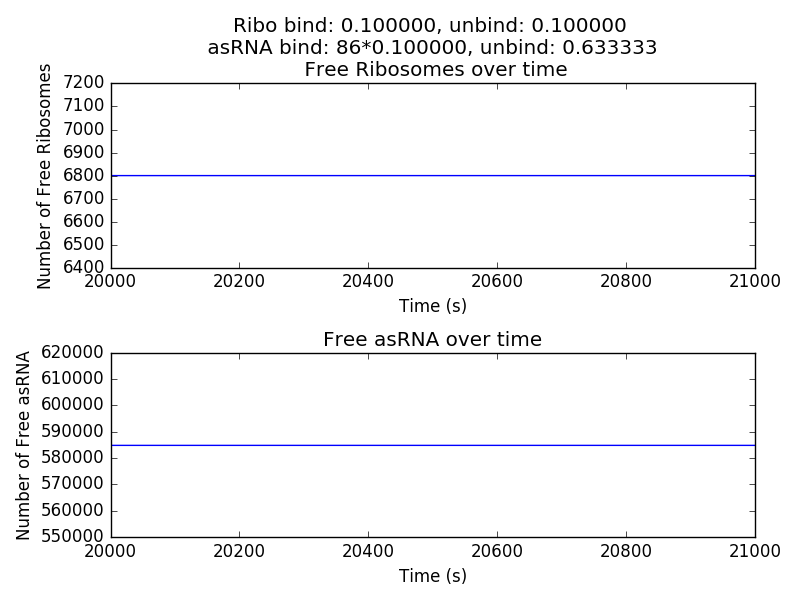 Ribo bind: 0.100000, unbind: 0.100000
asRNA bind: 86*0.100000, unbind: 0.633333
Free Ribosomes over time
Number of Free Ribosomes
7200
7100
7000
6900
6800
6700
6600
6500
6400
20000 20200 20400 20600 20800 21000
Time (s)
Free asRNA over time
Number of Free asRNA
620000
610000
600000
590000
580000
570000
560000
550000
20000 20200 20400 20600 20800 21000
Time (s)